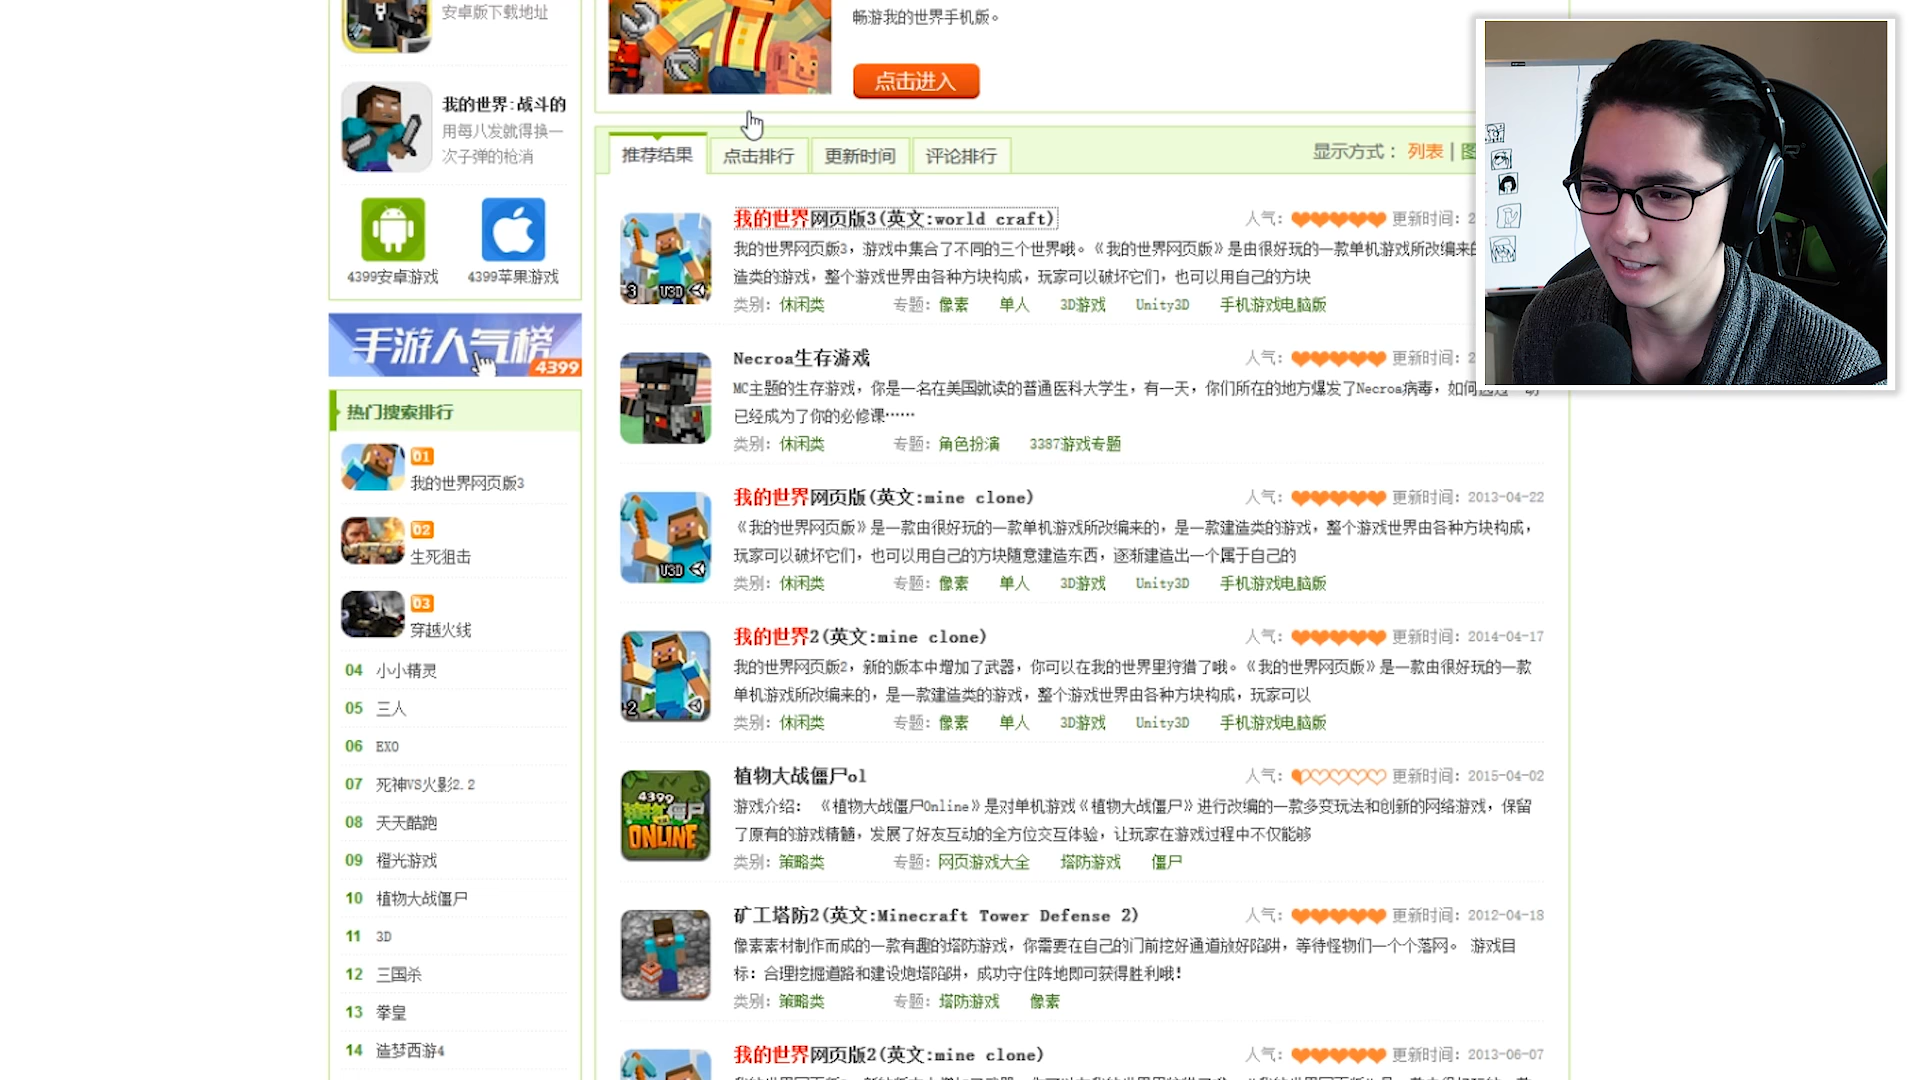 安卓版下载地址
我的世界:战斗的
用每八发就得换一
次子弹的枪消
4399安卓游戏
4399苹果游戏
手游人气榜
4399
热门搜索排行
01
我的世界网页版3
02
生死狙击
03
穿越火线
04 小小精灵
05 三人
06 EXO
07 死神VS火影2.2
08 天天酷跑
09 橙光游戏
10 植物大战僵尸
11 3D
12 三国杀
13 拳皇
14 造梦西游4
畅游我的世界手机版。
点击进入
推荐结果 点击排行 更新时间 评论排行
显示方式： 列表 | 图
我的世界网页版3(英文:world craft)
人气： 更新时间： 2
我的世界网页版3，游戏中集合了不同的三个世界哦。《我的世界网页版》是由很好玩的一款单机游戏所改编来的
造类的游戏，整个游戏世界由各种方块构成，玩家可以破坏它们，也可以用自己的方块
类别： 休闲类 专题： 像素 单人 3D游戏 Unity3D 手机游戏电脑版
3 U3D
Necroa生存游戏
人气： 更新时间： 2
MC主题的生存游戏，你是一名在美国就读的普通医科大学生，有一天，你们所在的地方爆发了Necroa病毒，如何
已经成为了你的必修课……
类别： 休闲类 专题： 角色扮演 3387游戏专题
我的世界网页版(英文:mine clone)
人气： 更新时间： 2013-04-22
《我的世界网页版》是一款由很好玩的一款单机游戏所改编来的，是一款建造类的游戏，整个游戏世界由各种方块构成，
玩家可以破坏它们，也可以用自己的方块随意建造东西，逐渐建造出一个属于自己的
类别： 休闲类 专题： 像素 单人 3D游戏 Unity3D 手机游戏电脑版
U3D
我的世界2(英文:mine clone)
人气： 更新时间： 2014-04-17
我的世界网页版2，新的版本中增加了武器，你可以在我的世界里狩猎了哦。《我的世界网页版》是一款由很好玩的一款
单机游戏所改编来的，是一款建造类的游戏，整个游戏世界由各种方块构成，玩家可以
类别： 休闲类 专题： 像素 单人 3D游戏 Unity3D 手机游戏电脑版
2
植物大战僵尸ol
人气： 更新时间： 2015-04-02
游戏介绍： 《植物大战僵尸Online》是对单机游戏《植物大战僵尸》进行改编的一款多变玩法和创新的网络游戏，保留
了原有的游戏精髓，发展了好友互动的全方位交互体验，让玩家在游戏过程中不仅能够
类别： 策略类 专题： 网页游戏大全 塔防游戏 僵尸
4399
ONLINE
矿工塔防2(英文:Minecraft Tower Defense 2)
人气： 更新时间： 2012-04-18
像素素材制作而成的一款有趣的塔防游戏，你需要在自己的门前挖好通道放好陷阱，等待怪物们一个个落网。 游戏目
标：合理挖掘道路和建设炮塔陷阱，成功守住阵地即可获得胜利哦！
类别： 策略类 专题： 塔防游戏 像素
我的世界网页版2(英文:mine clone)
人气： 更新时间： 2013-06-07